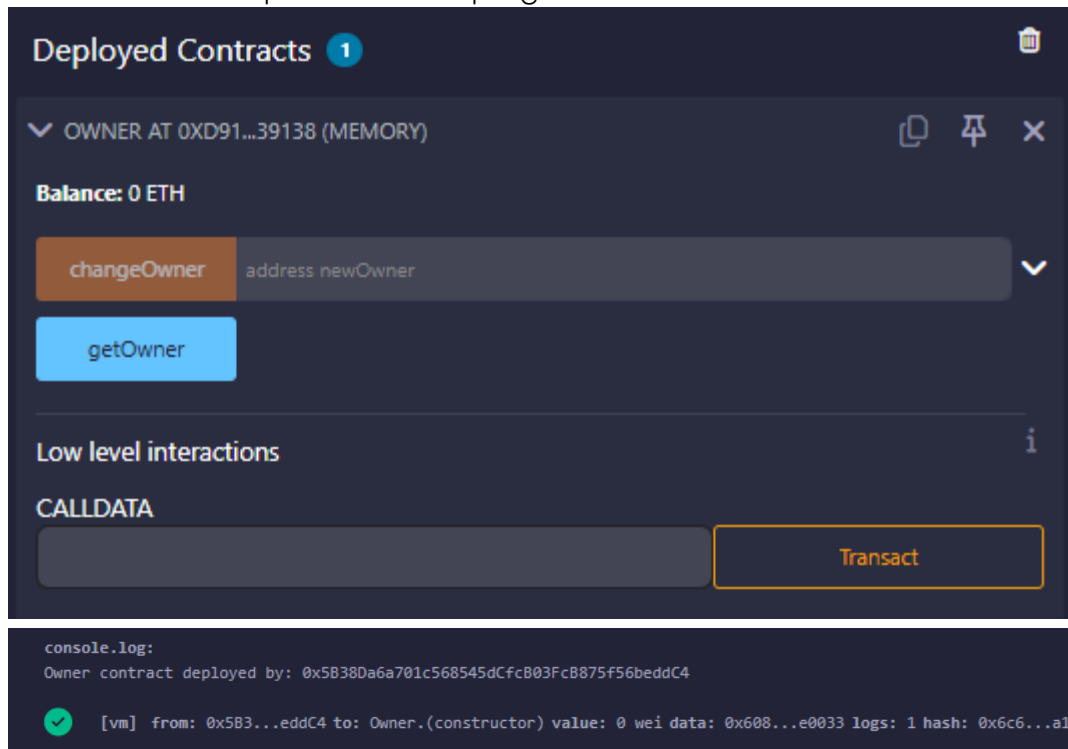 Deployed Contracts 1
OWNER AT 0XD91...39138 (MEMORY)
Balance: 0 ETH
changeOwner address newOwner
getOwner
Low level interactions i
CALLDATA
Transact
console.log:
Owner contract deployed by: 0x5B38Da6a701c568545dCfcB03FcB875f56beddC4
[vm] from: 0x5B3...eddC4 to: Owner.(constructor) value: 0 wei data: 0x608...e0033 logs: 1 hash: 0x6c6...a1